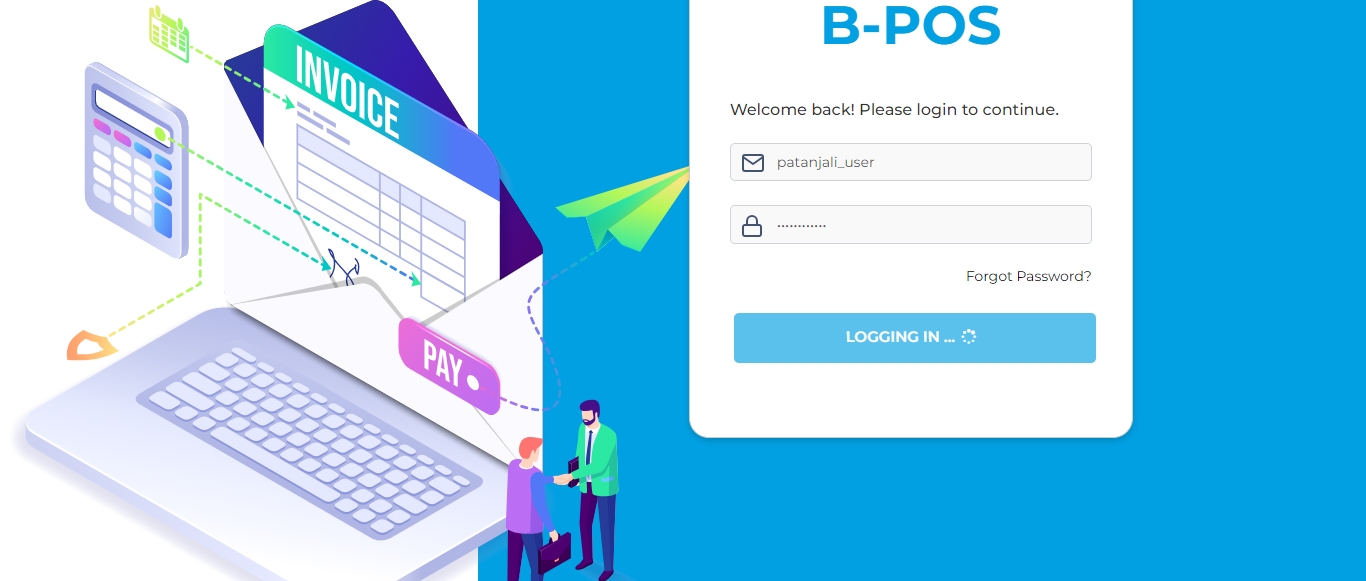 B-POS
INVOICE
Welcome back! Please login to continue.
patanjali_user
············
Forgot Password?
LOGGING IN ...
PAY